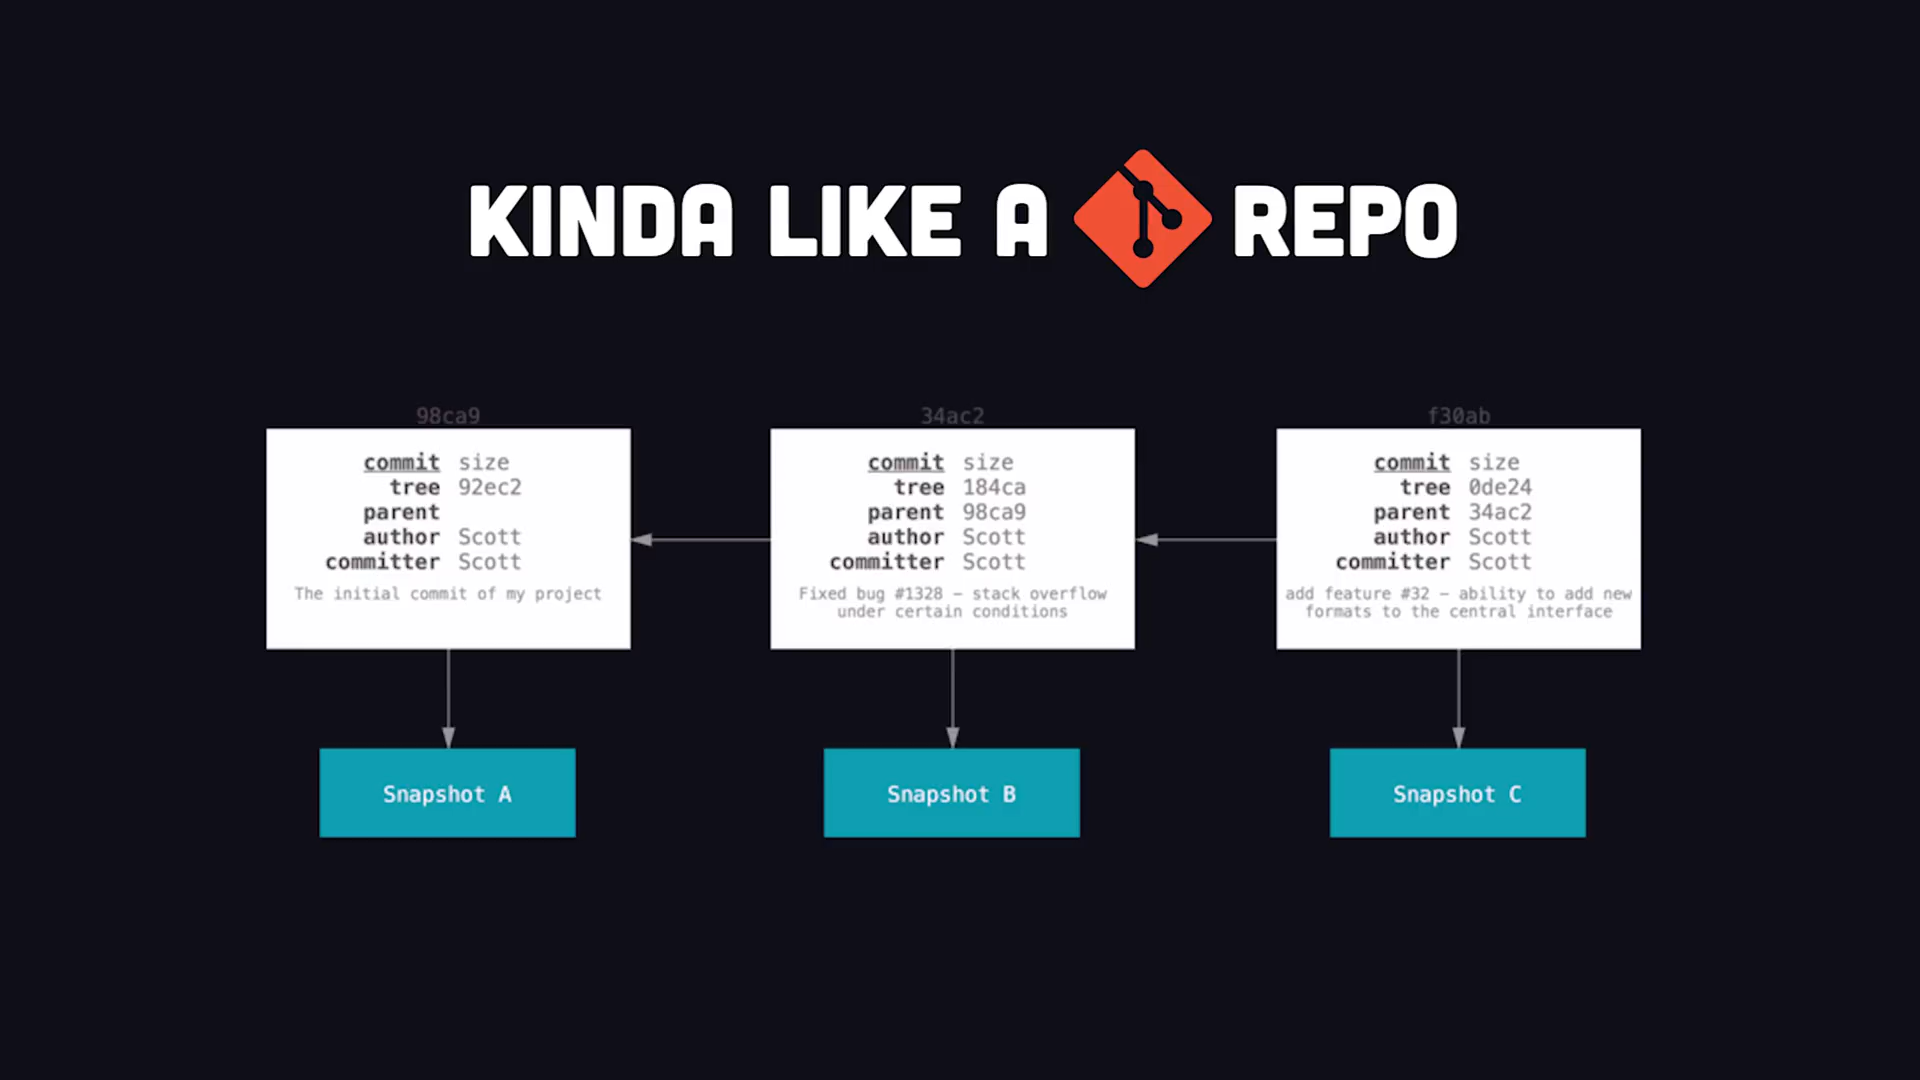 KINDA LIKE A REPO
98ca9
commit size
tree 92ec2
parent
author Scott
committer Scott
The initial commit of my project
34ac2
commit size
tree 184ca
parent 98ca9
author Scott
committer Scott
Fixed bug #1328 – stack overflow
under certain conditions
f30ab
commit size
tree 0de24
parent 34ac2
author Scott
committer Scott
add feature #32 – ability to add new
formats to the central interface
Snapshot A
Snapshot B
Snapshot C